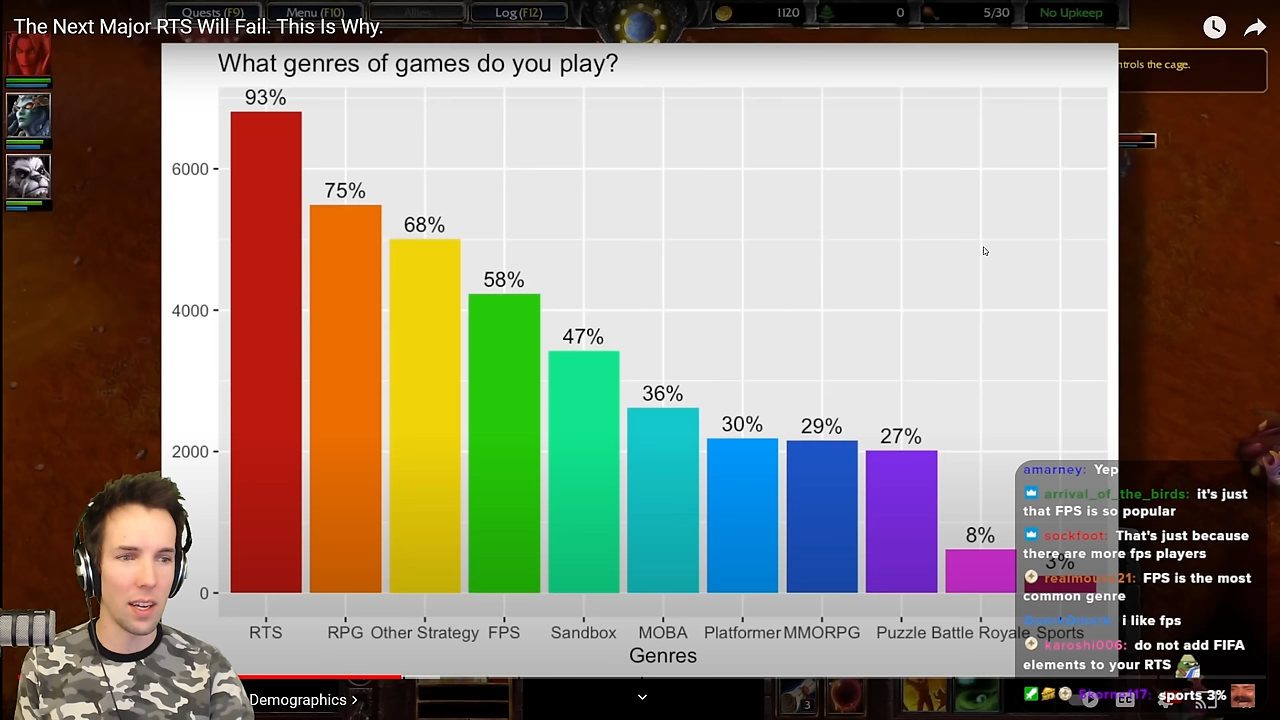 Quests (F9)
Menu (F10)
Allies
Log (F12)
1120
0
5/30
No Upkeep
The Next Major RTS Will Fail. This Is Why.
ntrols the cage.
What genres of games do you play?
93%
75%
68%
58%
47%
36%
30%
29%
27%
8%
3%
6000
4000
2000
0
RTS
RPG
Other Strategy
FPS
Sandbox
MOBA
Platformer
MMORPG
Puzzle
Battle Royale
Sports
Genres
amarney: Yep
arrival_of_the_birds: it's just
that FPS is so popular
sockfoot: That's just because
there are more fps players
FPS is the most
common genre
i like fps
karoshi006: do not add FIFA
elements to your RTS
sports 3%
Demographics
3
CC